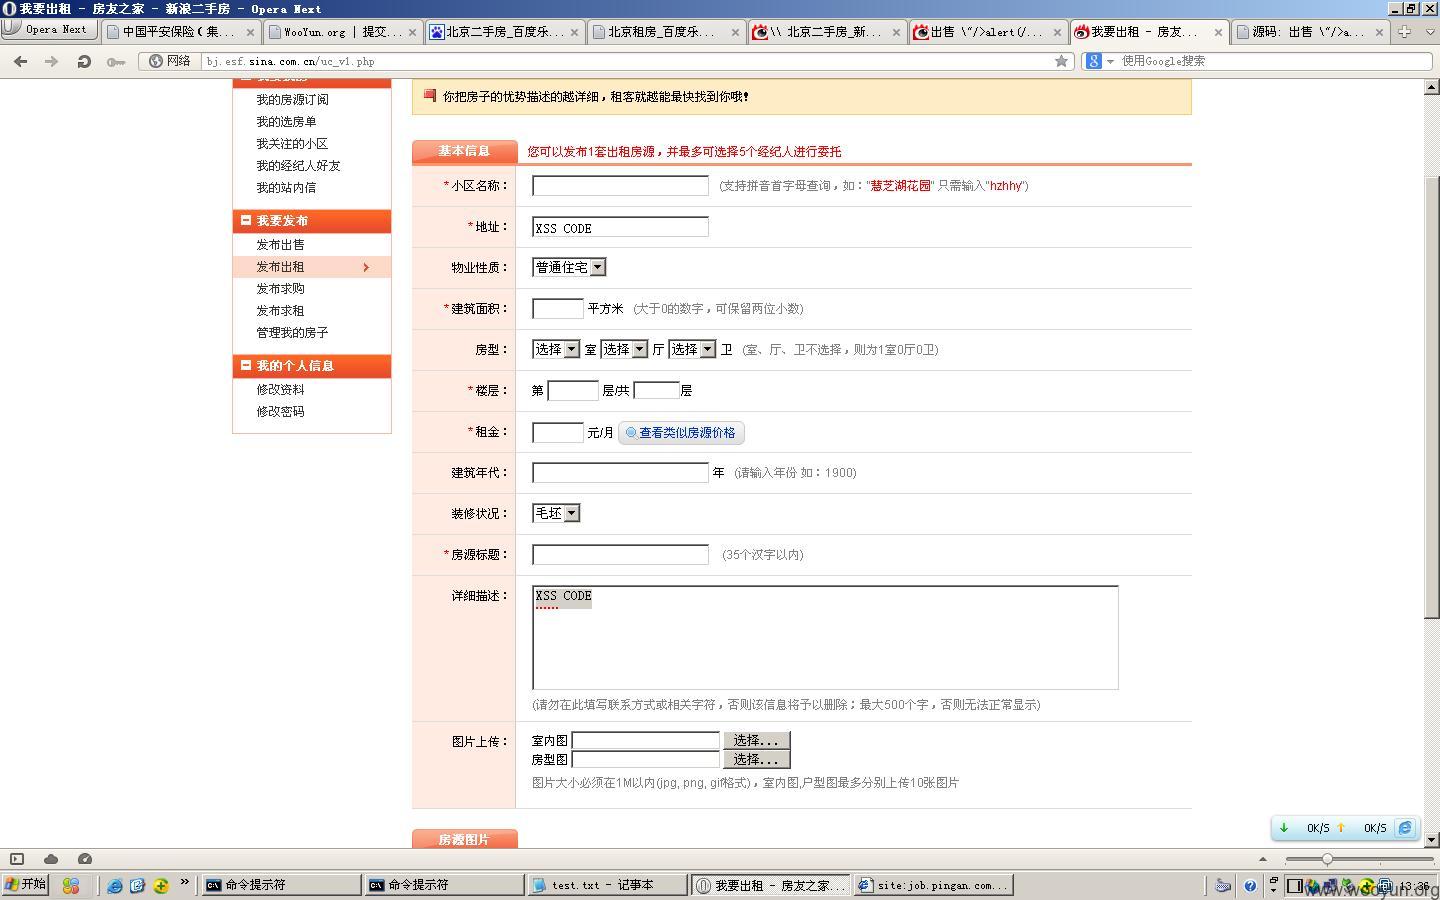 我要出租 - 房友之家 - 新浪二手房 - Opera Next
Opera Next
中国平安保险(集...
WooYun.org | 提交...
北京二手房_百度乐...
北京租房_百度乐...
\\ 北京二手房_新...
出售 \"/>alert(/...
我要出租 - 房友...
源码: 出售 \"/>a...
网络 bj.esf.sina.com.cn/uc_v1.php
使用Google搜索
我的房源订阅
我的选房单
我关注的小区
我的经纪人好友
我的站内信
我要发布
发布出售
发布出租
发布求购
发布求租
管理我的房子
我的个人信息
修改资料
修改密码
你把房子的优势描述的越详细，租客就越能最快找到你哦！
基本信息 您可以发布1套出租房源，并最多可选择5个经纪人进行委托
*小区名称： (支持拼音首字母查询，如："慧芝湖花园" 只需输入"hzhhy")
*地址： XSS CODE
物业性质： 普通住宅
*建筑面积： 平方米 (大于0的数字，可保留两位小数)
房型： 选择 室 选择 厅 选择 卫 (室、厅、卫不选择，则为1室0厅0卫)
*楼层： 第 层/共 层
*租金： 元/月 查看类似房源价格
建筑年代： 年 (请输入年份 如：1900)
装修状况： 毛坯
*房源标题： (35个汉字以内)
详细描述： XSS CODE
(请勿在此填写联系方式或相关字符，否则该信息将予以删除；最大500个字，否则无法正常显示)
图片上传： 室内图 选择...
房型图 选择...
图片大小必须在1M以内(jpg, png, gif格式)，室内图,户型图最多分别上传10张图片
房源图片
0K/S 0K/S
开始
命令提示符
命令提示符
test.txt - 记事本
我要出租 - 房友之家...
site:job.pingan.com...
13:36
www.wooyun.org